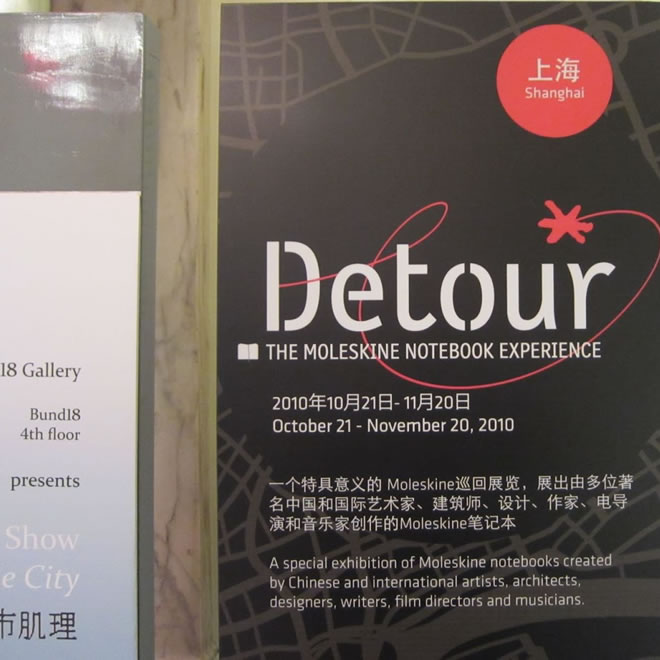 18 Gallery
Bund18
4th floor
presents
Show
City
市肌理
上海
Shanghai
Detour
THE MOLESKINE NOTEBOOK EXPERIENCE
2010年10月21日- 11月20日
October 21 - November 20, 2010
一个特具意义的 Moleskine巡回展览，展出由多位著
名中国和国际艺术家、建筑师、设计、作家、电导
演和音乐家创作的Moleskine笔记本
A special exhibition of Moleskine notebooks created
by Chinese and international artists, architects,
designers, writers, film directors and musicians.